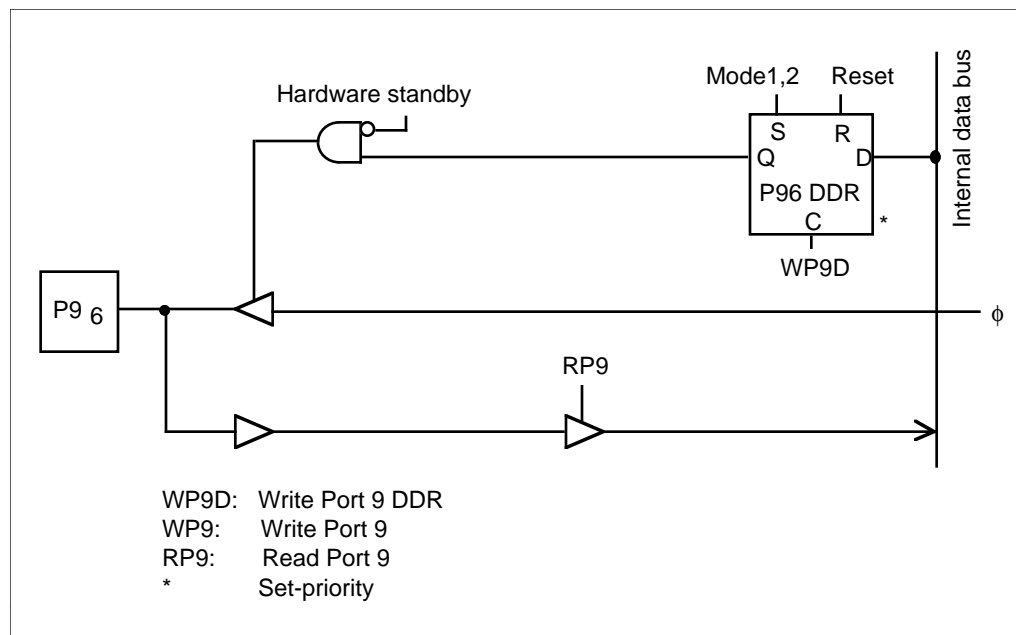 Mode1,2 Reset
Hardware standby
S R
Q D
P96 DDR
C *
WP9D
Internal data bus
P9 6
ϕ
RP9
WP9D: Write Port 9 DDR
WP9: Write Port 9
RP9: Read Port 9
* Set-priority